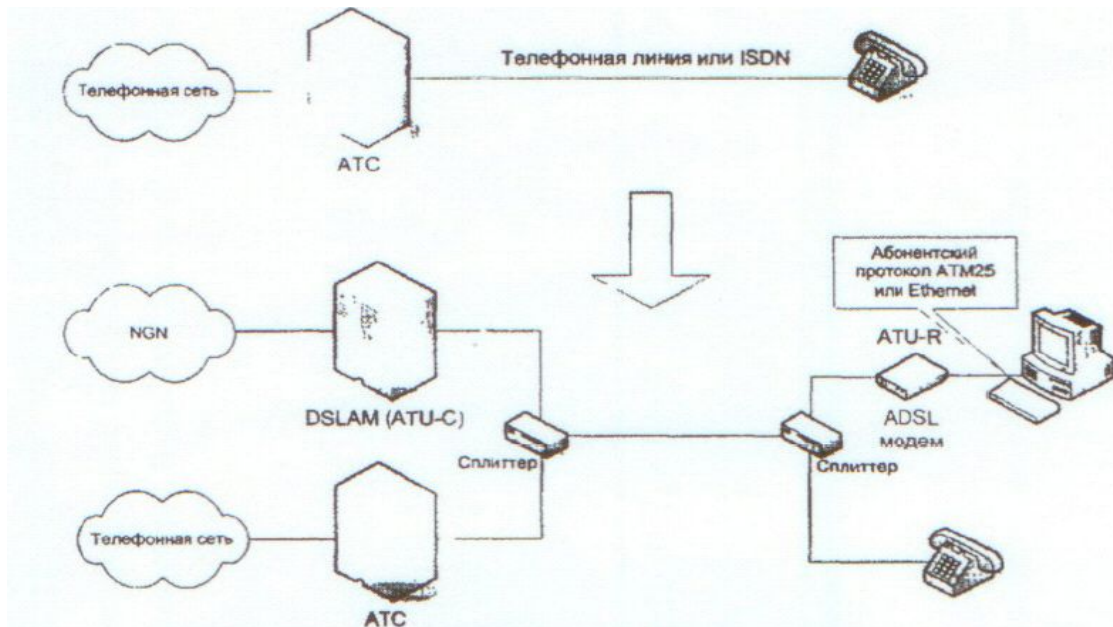 Телефонная сеть
Телефонная линия или ISDN
АТС
Абонентский
протокол ATM25
или Ethernet
NGN
ATU-R
DSLAM (ATU-C)
ADSL
модем
Сплиттер
Сплиттер
Телефонная сеть
АТС